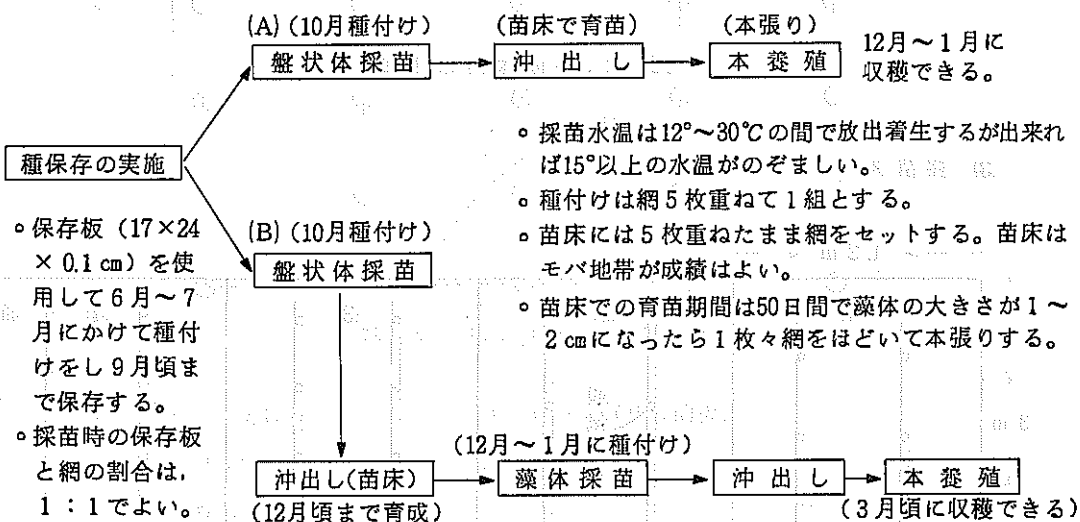 (A) (10月種付け)
盤状体採苗
(苗床で育苗)
沖出し
(本張り)
本養殖
12月～1月に
収穫できる。
種保存の実施
。保存板 (17×24
× 0.1㎝) を使
用して6月～7
月にかけて種付
けをし9月頃ま
で保存する。
。採苗時の保存板
と網の割合は、
1：1でよい。
。採苗水温は12°～30℃の間で放出着生するが出来れ
ば15°以上の水温がのぞましい。
。種付けは網5枚重ねて1組とする。
。苗床には5枚重ねたまま網をセットする。苗床は
モバ地帯が成績はよい。
。苗床での育苗期間は50日間で藻体の大きさが1～
2㎝になったら1枚々網をほどいて本張りする。
(B) (10月種付け)
盤状体採苗
沖出し(苗床)
(12月頃まで育成)
(12月～1月に種付け)
藻体採苗
沖出し
本養殖
(3月頃に収穫できる)